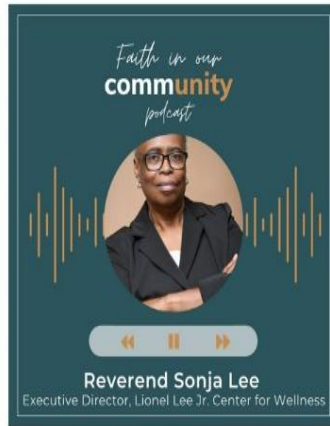 Faith in our
community
podcast
Reverend Sonja Lee
Executive Director, Lionel Lee Jr. Center for Wellness